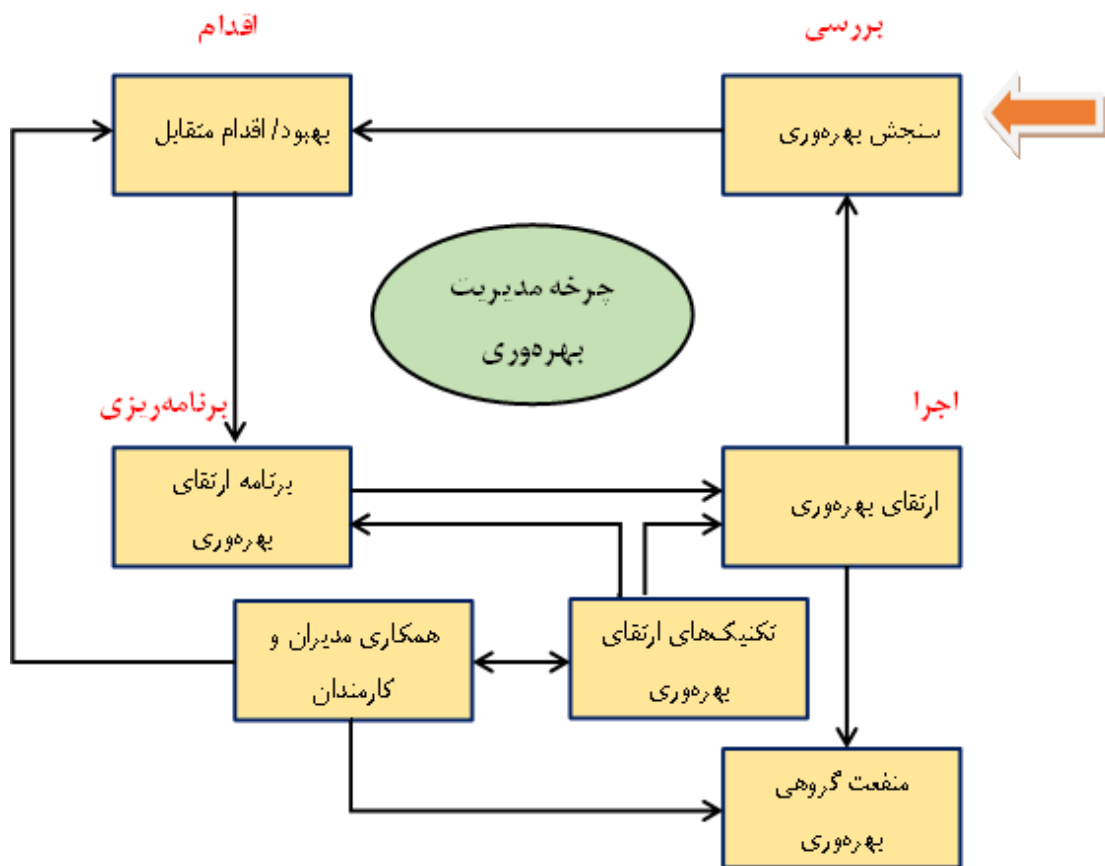 بررسی
اقدام
سنجش بهره‌وری
بهبود/ اقدام متقابل
چرخه مدیریت
بهره‌وری
اجرا
برنامه‌ریزی
ارتقای بهره‌وری
برنامه ارتقای
بهره‌وری
تکنیک‌های ارتقای
بهره‌وری
همکاری مدیران و
کارمندان
منفعت گروهی
بهره‌وری